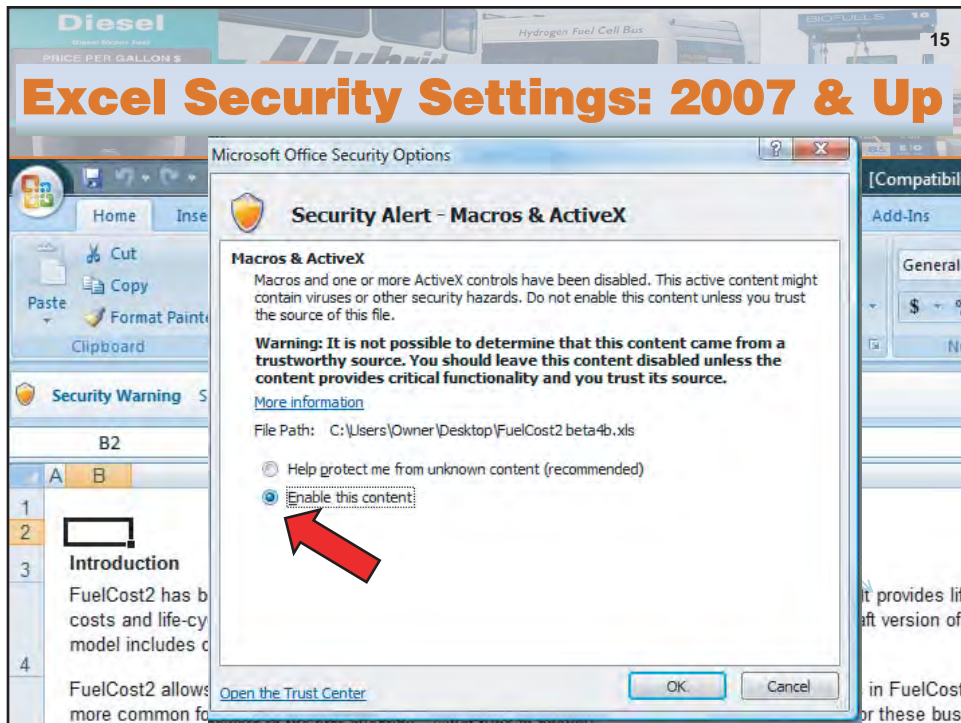 Diesel
PRICE PER GALLON $
Hybrid
Hydrogen Fuel Cell Bus
15
Excel Security Settings: 2007 & Up
Microsoft Office Security Options
[Compatibil
Home
Inse
Add-Ins
Security Alert - Macros & ActiveX
Cut
Copy
Format Painte
Paste
Clipboard
General
$
Macros & ActiveX
Macros and one or more ActiveX controls have been disabled. This active content might
contain viruses or other security hazards. Do not enable this content unless you trust
the source of this file.
Warning: It is not possible to determine that this content came from a
trustworthy source. You should leave this content disabled unless the
content provides critical functionality and you trust its source.
More information
File Path: C:\Users\Owner\Desktop\FuelCost2 beta4b.xls
Help protect me from unknown content (recommended)
Enable this content
Open the Trust Center
OK
Cancel
Security Warning S
B2
A B
1
2
3
4
Introduction
FuelCost2 has b
It provides lif
costs and life-cy
aft version of
model includes c
FuelCost2 allows
in FuelCost
more common fo
or these bus